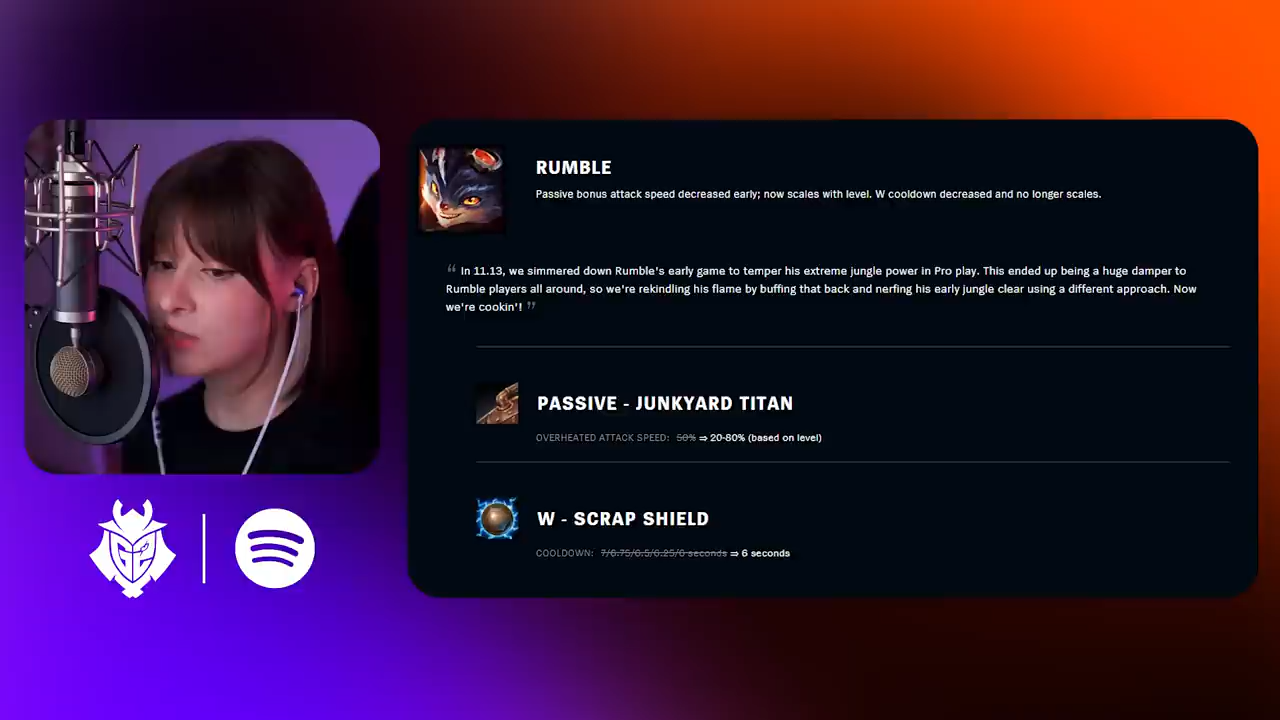 RUMBLE
Passive bonus attack speed decreased early; now scales with level. W cooldown decreased and no longer scales.
“ In 11.13, we simmered down Rumble's early game to temper his extreme jungle power in Pro play. This ended up being a huge damper to
Rumble players all around, so we're rekindling his flame by buffing that back and nerfing his early jungle clear using a different approach. Now
we're cookin'! ”
PASSIVE - JUNKYARD TITAN
OVERHEATED ATTACK SPEED: 50% ⇒ 20-80% (based on level)
W - SCRAP SHIELD
COOLDOWN: 7/6.75/6.5/6.25/6 seconds ⇒ 6 seconds
G2